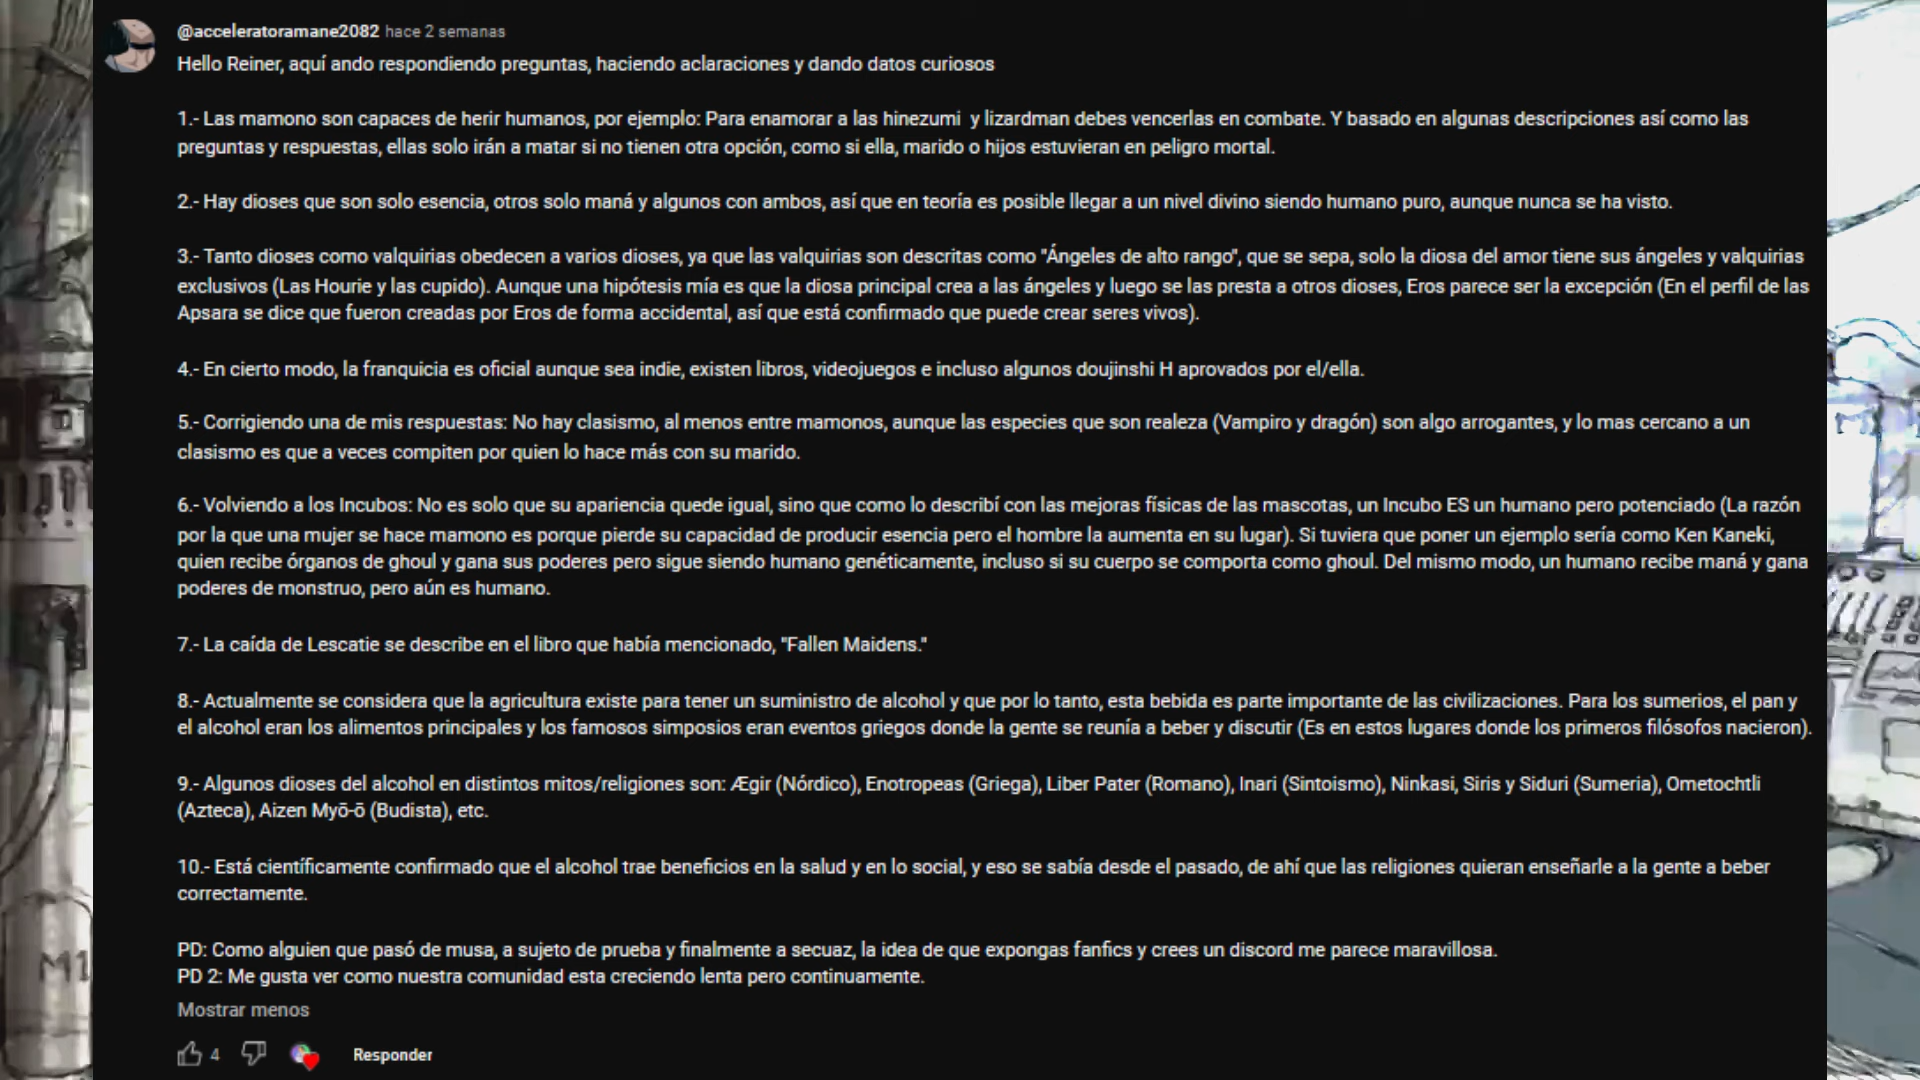 @acceleratoramane2082 hace 2 semanas
Hello Reiner, aquí ando respondiendo preguntas, haciendo aclaraciones y dando datos curiosos
1.- Las mamono son capaces de herir humanos, por ejemplo: Para enamorar a las hinezumi y lizardman debes vencerlas en combate. Y basado en algunas descripciones así como las
preguntas y respuestas, ellas solo irán a matar si no tienen otra opción, como si ella, marido o hijos estuvieran en peligro mortal.
2.- Hay dioses que son solo esencia, otros solo maná y algunos con ambos, así que en teoría es posible llegar a un nivel divino siendo humano puro, aunque nunca se ha visto.
3.- Tanto dioses como valquirias obedecen a varios dioses, ya que las valquirias son descritas como "Ángeles de alto rango", que se sepa, solo la diosa del amor tiene sus ángeles y valquirias
exclusivos (Las Hourie y las cupido). Aunque una hipótesis mía es que la diosa principal crea a las ángeles y luego se las presta a otros dioses, Eros parece ser la excepción (En el perfil de las
Apsara se dice que fueron creadas por Eros de forma accidental, así que está confirmado que puede crear seres vivos).
4.- En cierto modo, la franquicia es oficial aunque sea indie, existen libros, videojuegos e incluso algunos doujinshi H aprovados por el/ella.
5.- Corrigiendo una de mis respuestas: No hay clasismo, al menos entre mamonos, aunque las especies que son realeza (Vampiro y dragón) son algo arrogantes, y lo mas cercano a un
clasismo es que a veces compiten por quien lo hace más con su marido.
6.- Volviendo a los Incubos: No es solo que su apariencia quede igual, sino que como lo describí con las mejoras físicas de las mascotas, un Incubo ES un humano pero potenciado (La razón
por la que una mujer se hace mamono es porque pierde su capacidad de producir esencia pero el hombre la aumenta en su lugar). Si tuviera que poner un ejemplo sería como Ken Kaneki,
quien recibe órganos de ghoul y gana sus poderes pero sigue siendo humano genéticamente, incluso si su cuerpo se comporta como ghoul. Del mismo modo, un humano recibe maná y gana
poderes de monstruo, pero aún es humano.
7.- La caída de Lescatie se describe en el libro que había mencionado, "Fallen Maidens."
8.- Actualmente se considera que la agricultura existe para tener un suministro de alcohol y que por lo tanto, esta bebida es parte importante de las civilizaciones. Para los sumerios, el pan y
el alcohol eran los alimentos principales y los famosos simposios eran eventos griegos donde la gente se reunía a beber y discutir (Es en estos lugares donde los primeros filósofos nacieron).
9.- Algunos dioses del alcohol en distintos mitos/religiones son: Ægir (Nórdico), Enotropeas (Griega), Liber Pater (Romano), Inari (Sintoismo), Ninkasi, Siris y Siduri (Sumeria), Ometochtli
(Azteca), Aizen Myō-ō (Budista), etc.
10.- Está científicamente confirmado que el alcohol trae beneficios en la salud y en lo social, y eso se sabía desde el pasado, de ahí que las religiones quieran enseñarle a la gente a beber
correctamente.
PD: Como alguien que pasó de musa, a sujeto de prueba y finalmente a secuaz, la idea de que expongas fanfics y crees un discord me parece maravillosa.
PD 2: Me gusta ver como nuestra comunidad esta creciendo lenta pero continuamente.
Mostrar menos
4 Responder
M1